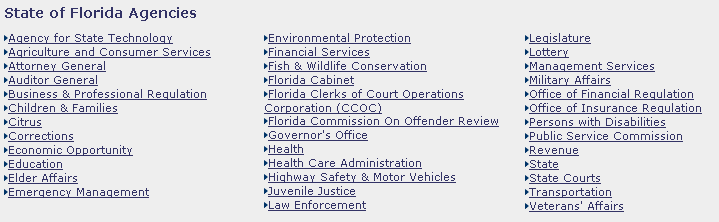 State of Florida Agencies
Agency for State Technology
Agriculture and Consumer Services
Attorney General
Auditor General
Business & Professional Regulation
Children & Families
Citrus
Corrections
Economic Opportunity
Education
Elder Affairs
Emergency Management
Environmental Protection
Financial Services
Fish & Wildlife Conservation
Florida Cabinet
Florida Clerks of Court Operations
Corporation (CCOC)
Florida Commission On Offender Review
Governor's Office
Health
Health Care Administration
Highway Safety & Motor Vehicles
Juvenile Justice
Law Enforcement
Legislature
Lottery
Management Services
Military Affairs
Office of Financial Regulation
Office of Insurance Regulation
Persons with Disabilities
Public Service Commission
Revenue
State
State Courts
Transportation
Veterans' Affairs